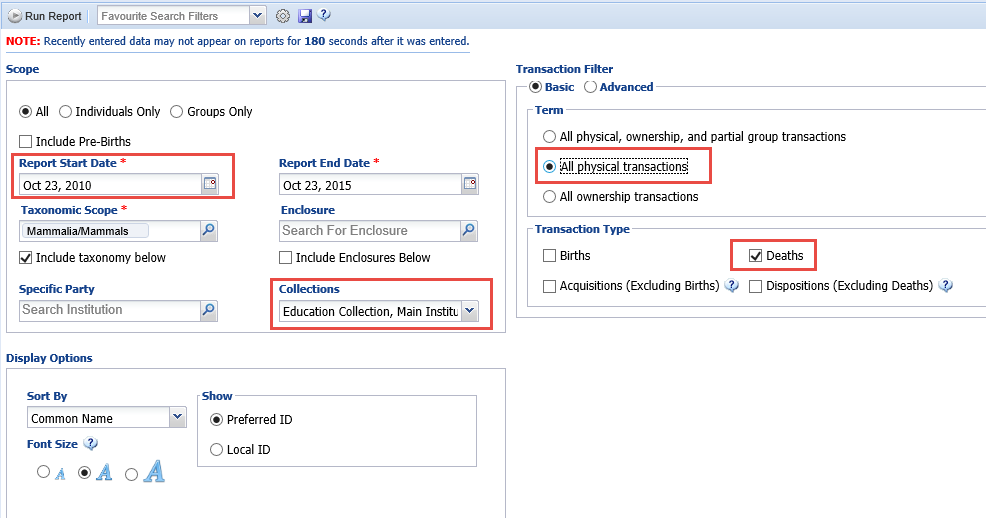 Run Report Favourite Search Filters
NOTE: Recently entered data may not appear on reports for 180 seconds after it was entered.
Scope
All Individuals Only Groups Only
Include Pre-Births
Report Start Date * Report End Date *
Oct 23, 2010 Oct 23, 2015
Taxonomic Scope * Enclosure
Mammalia/Mammals Search For Enclosure
Include taxonomy below Include Enclosures Below
Specific Party Collections
Search Institution Education Collection, Main Institu
Transaction Filter
Basic Advanced
Term
All physical, ownership, and partial group transactions
All physical transactions
All ownership transactions
Transaction Type
Births Deaths
Acquisitions (Excluding Births) ? Dispositions (Excluding Deaths) ?
Display Options
Sort By
Common Name
Font Size ?
A A A
Show
Preferred ID
Local ID